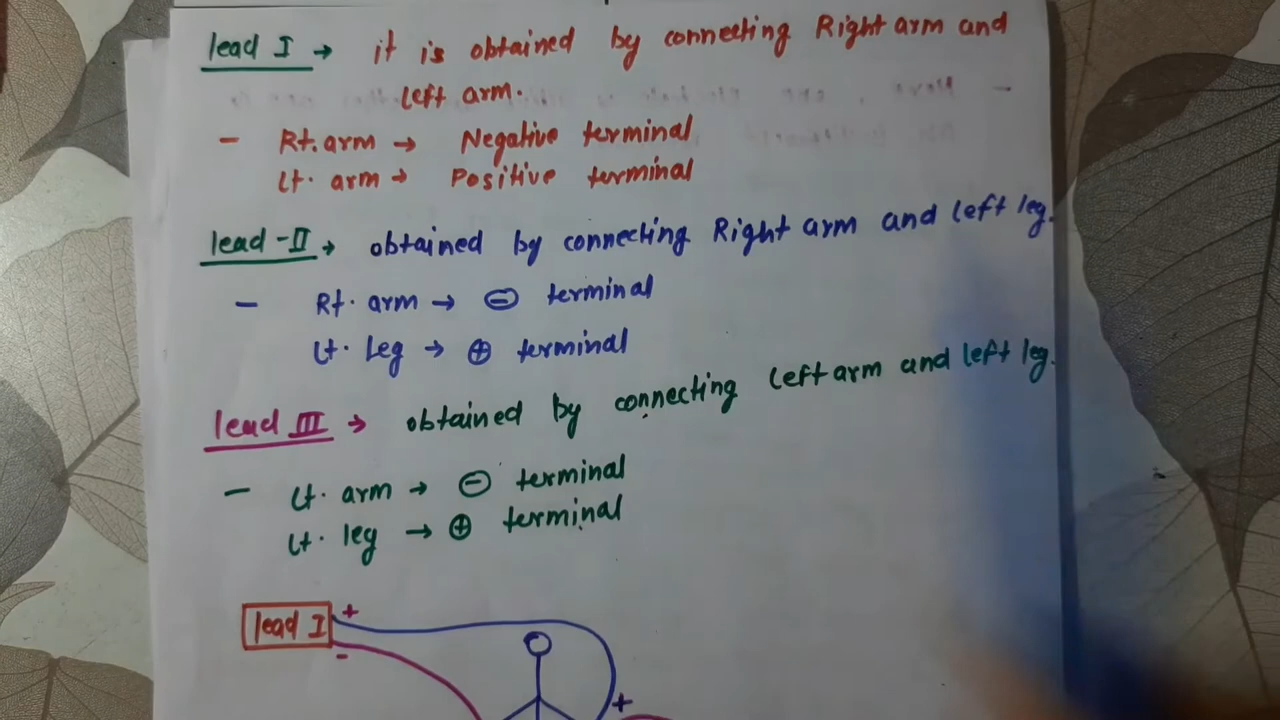 lead I → it is obtained by connecting Right arm and
left arm.
- Rt. arm → Negative terminal
Lt. arm → Positive terminal
lead -II → obtained by connecting Right arm and left leg.
- Rt. arm → ⊖ terminal
Lt. Leg → ⊕ terminal
lead III → obtained by connecting left arm and left leg.
- Lt. arm → ⊖ terminal
Lt. leg → ⊕ terminal
lead I
+
-
+